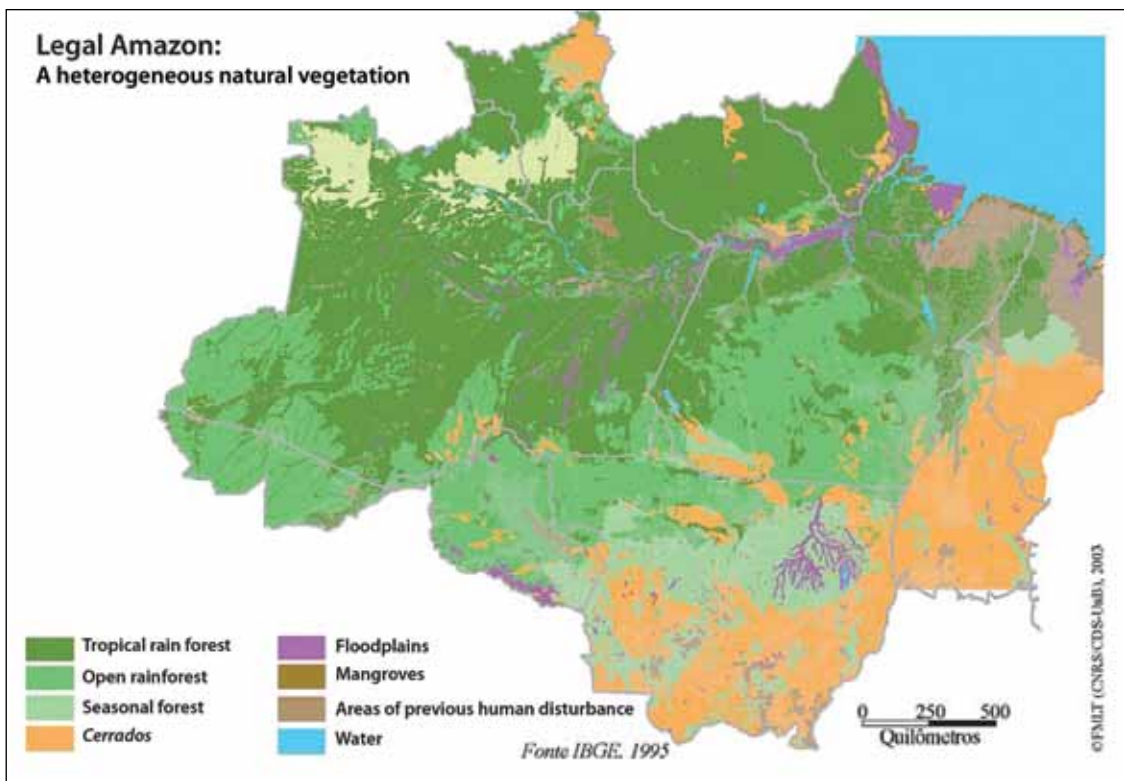 Legal Amazon:
A heterogeneous natural vegetation
Tropical rain forest
Open rainforest
Seasonal forest
Cerrados
Floodplains
Mangroves
Areas of previous human disturbance
Water
Fonte IBGE, 1995
0 250 500
Quilômetros
©FMLT (CNRS/CDS-UnB), 2003